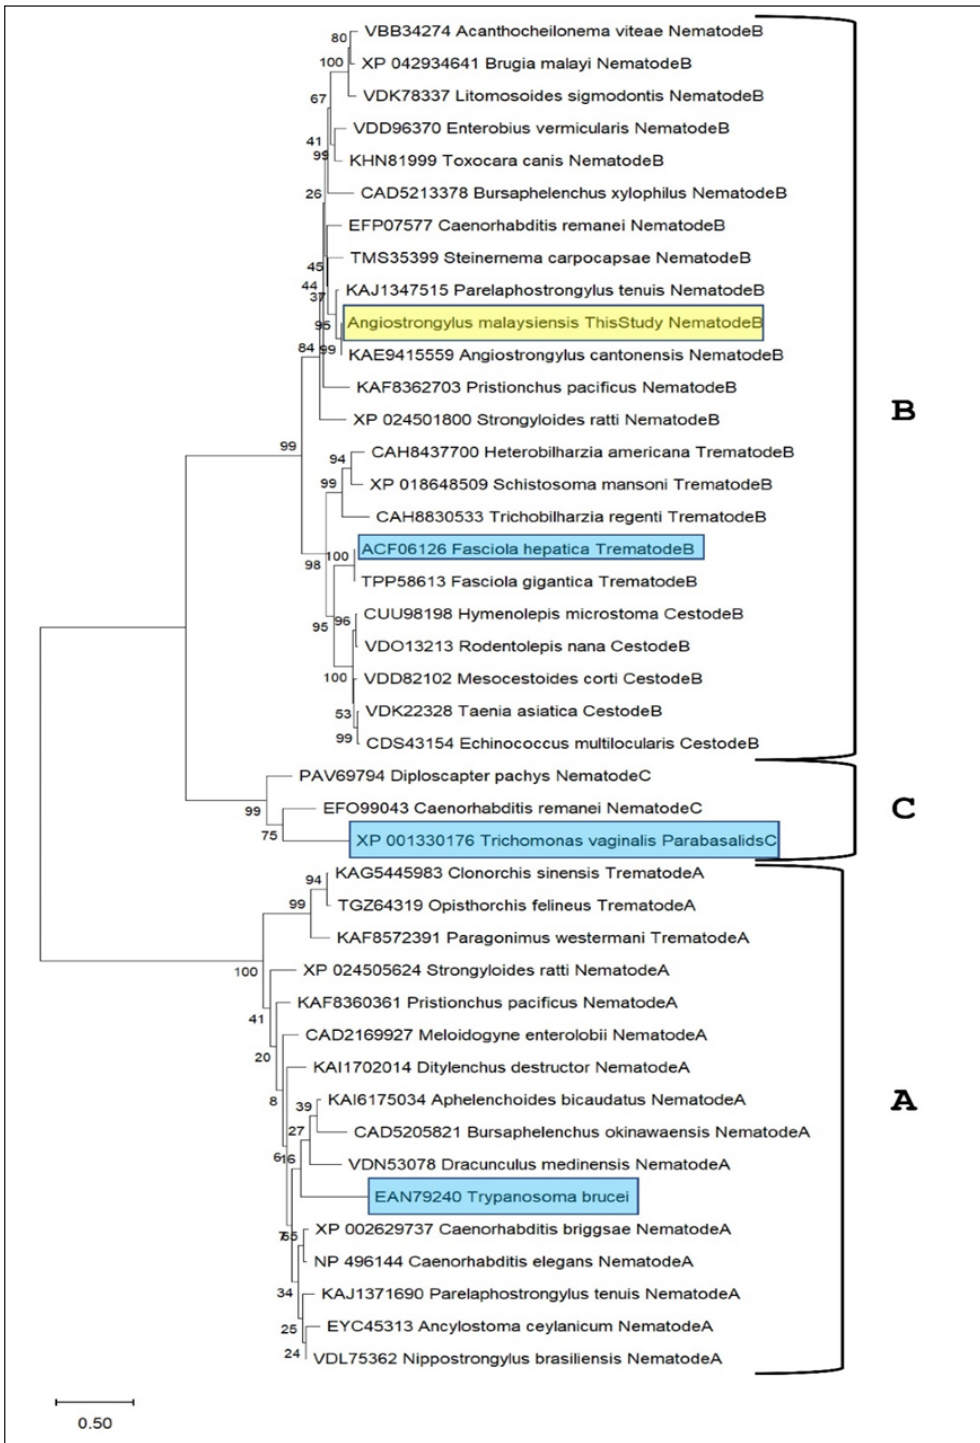 80
VBB34274 Acanthocheilonema viteae NematodeB
100
XP 042934641 Brugia malayi NematodeB
VDK78337 Litomosoides sigmodontis NematodeB
67
VDD96370 Enterobius vermicularis NematodeB
41
99
KHN81999 Toxocara canis NematodeB
26
CAD5213378 Bursaphelenchus xylophilus NematodeB
EFP07577 Caenorhabditis remanei NematodeB
TMS35399 Steinernema carpocapsae NematodeB
45
44
37
KAJ1347515 Parelaphostrongylus tenuis NematodeB
95
Angiostrongylus malaysiensis ThisStudy NematodeB
84
99
KAE9415559 Angiostrongylus cantonensis NematodeB
KAF8362703 Pristionchus pacificus NematodeB
B
XP 024501800 Strongyloides ratti NematodeB
99
94
CAH8437700 Heterobilharzia americana TrematodeB
99
XP 018648509 Schistosoma mansoni TrematodeB
CAH8830533 Trichobilharzia regenti TrematodeB
100
ACF06126 Fasciola hepatica TrematodeB
98
TPP58613 Fasciola gigantica TrematodeB
95
96
CUU98198 Hymenolepis microstoma CestodeB
VDO13213 Rodentolepis nana CestodeB
100
VDD82102 Mesocestoides corti CestodeB
53
VDK22328 Taenia asiatica CestodeB
99
CDS43154 Echinococcus multilocularis CestodeB
PAV69794 Diploscapter pachys NematodeC
99
EFO99043 Caenorhabditis remanei NematodeC
C
75
XP 001330176 Trichomonas vaginalis ParabasalidsC
94
KAG5445983 Clonorchis sinensis TrematodeA
99
TGZ64319 Opisthorchis felineus TrematodeA
KAF8572391 Paragonimus westermani TrematodeA
100
XP 024505624 Strongyloides ratti NematodeA
KAF8360361 Pristionchus pacificus NematodeA
41
CAD2169927 Meloidogyne enterolobii NematodeA
20
KAI1702014 Ditylenchus destructor NematodeA
8
39
KAI6175034 Aphelenchoides bicaudatus NematodeA
A
27
CAD5205821 Bursaphelenchus okinawaensis NematodeA
6
16
VDN53078 Dracunculus medinensis NematodeA
EAN79240 Trypanosoma brucei
XP 002629737 Caenorhabditis briggsae NematodeA
NP 496144 Caenorhabditis elegans NematodeA
34
KAJ1371690 Parelaphostrongylus tenuis NematodeA
25
EYC45313 Ancylostoma ceylanicum NematodeA
24
VDL75362 Nippostrongylus brasiliensis NematodeA
0.50